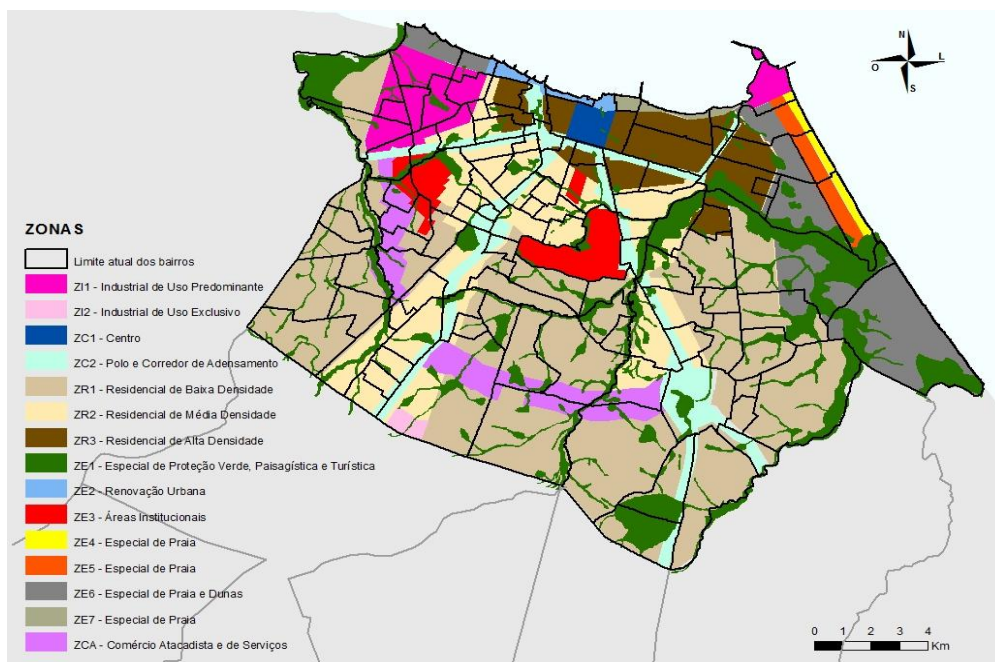 N
O
L
S
ZONAS
Limite atual dos bairros
ZI1 - Industrial de Uso Predominante
ZI2 - Industrial de Uso Exclusivo
ZC1 - Centro
ZC2 - Polo e Corredor de Adensamento
ZR1 - Residencial de Baixa Densidade
ZR2 - Residencial de Média Densidade
ZR3 - Residencial de Alta Densidade
ZE1 - Especial de Proteção Verde, Paisagística e Turística
ZE2 - Renovação Urbana
ZE3 - Áreas Institucionais
ZE4 - Especial de Praia
ZE5 - Especial de Praia
ZE6 - Especial de Praia e Dunas
ZE7 - Especial de Praia
ZCA - Comércio Atacadista e de Serviços
0 1 2 3 4
Km